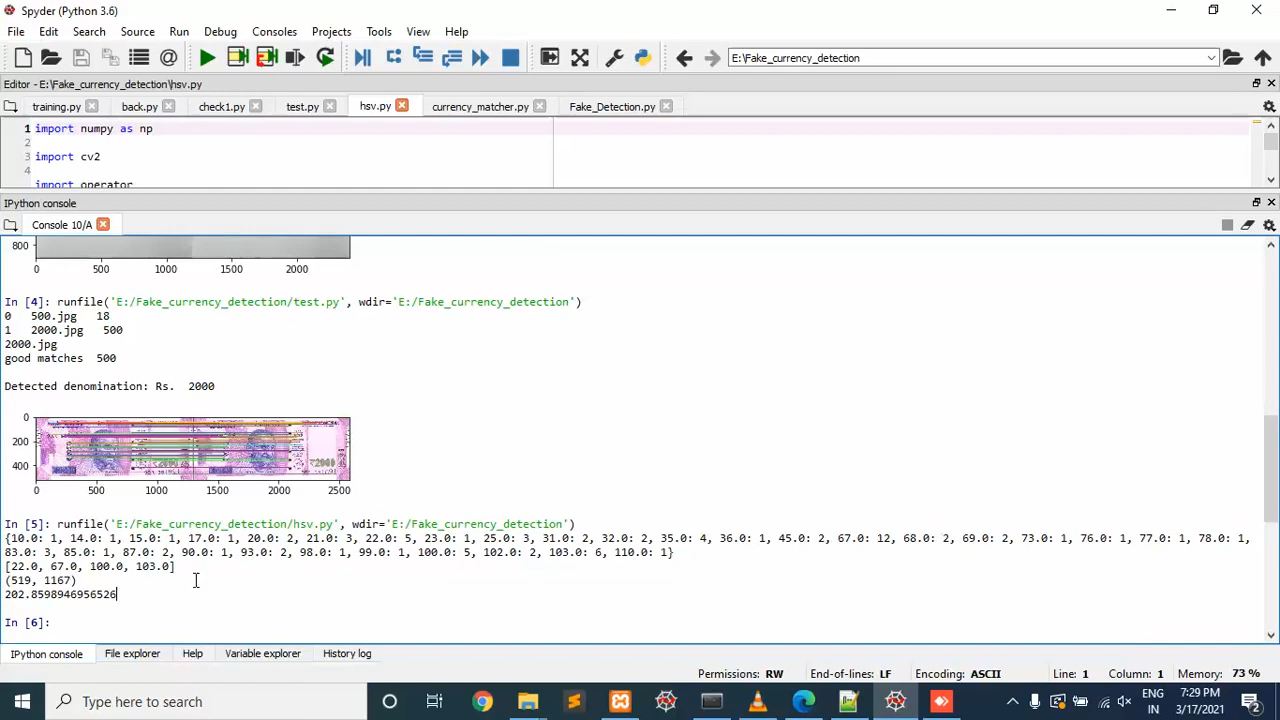 Spyder (Python 3.6)
File Edit Search Source Run Debug Consoles Projects Tools View Help
E:\Fake_currency_detection
Editor - E:\Fake_currency_detection\hsv.py
training.py back.py check1.py test.py hsv.py currency_matcher.py Fake_Detection.py
1 import numpy as np
2
3 import cv2
4
import operator
IPython console
Console 10/A
800
0 500 1000 1500 2000
In [4]: runfile('E:/Fake_currency_detection/test.py', wdir='E:/Fake_currency_detection')
0 500.jpg 18
1 2000.jpg 500
2000.jpg
good matches 500
Detected denomination: Rs. 2000
0
200
400
₹2000
0 500 1000 1500 2000 2500
In [5]: runfile('E:/Fake_currency_detection/hsv.py', wdir='E:/Fake_currency_detection')
{10.0: 1, 14.0: 1, 15.0: 1, 17.0: 1, 20.0: 2, 21.0: 3, 22.0: 5, 23.0: 1, 25.0: 3, 31.0: 2, 32.0: 2, 35.0: 4, 36.0: 1, 45.0: 2, 67.0: 12, 68.0: 2, 69.0: 2, 73.0: 1, 76.0: 1, 77.0: 1, 78.0: 1,
83.0: 3, 85.0: 1, 87.0: 2, 90.0: 1, 93.0: 2, 98.0: 1, 99.0: 1, 100.0: 5, 102.0: 2, 103.0: 6, 110.0: 1}
[22.0, 67.0, 100.0, 103.0]
(519, 1167)
202.8598946956526
In [6]:
IPython console File explorer Help Variable explorer History log
Permissions: RW End-of-lines: LF Encoding: ASCII Line: 1 Column: 1 Memory: 73 %
Type here to search
ENG
IN
7:29 PM
3/17/2021
2